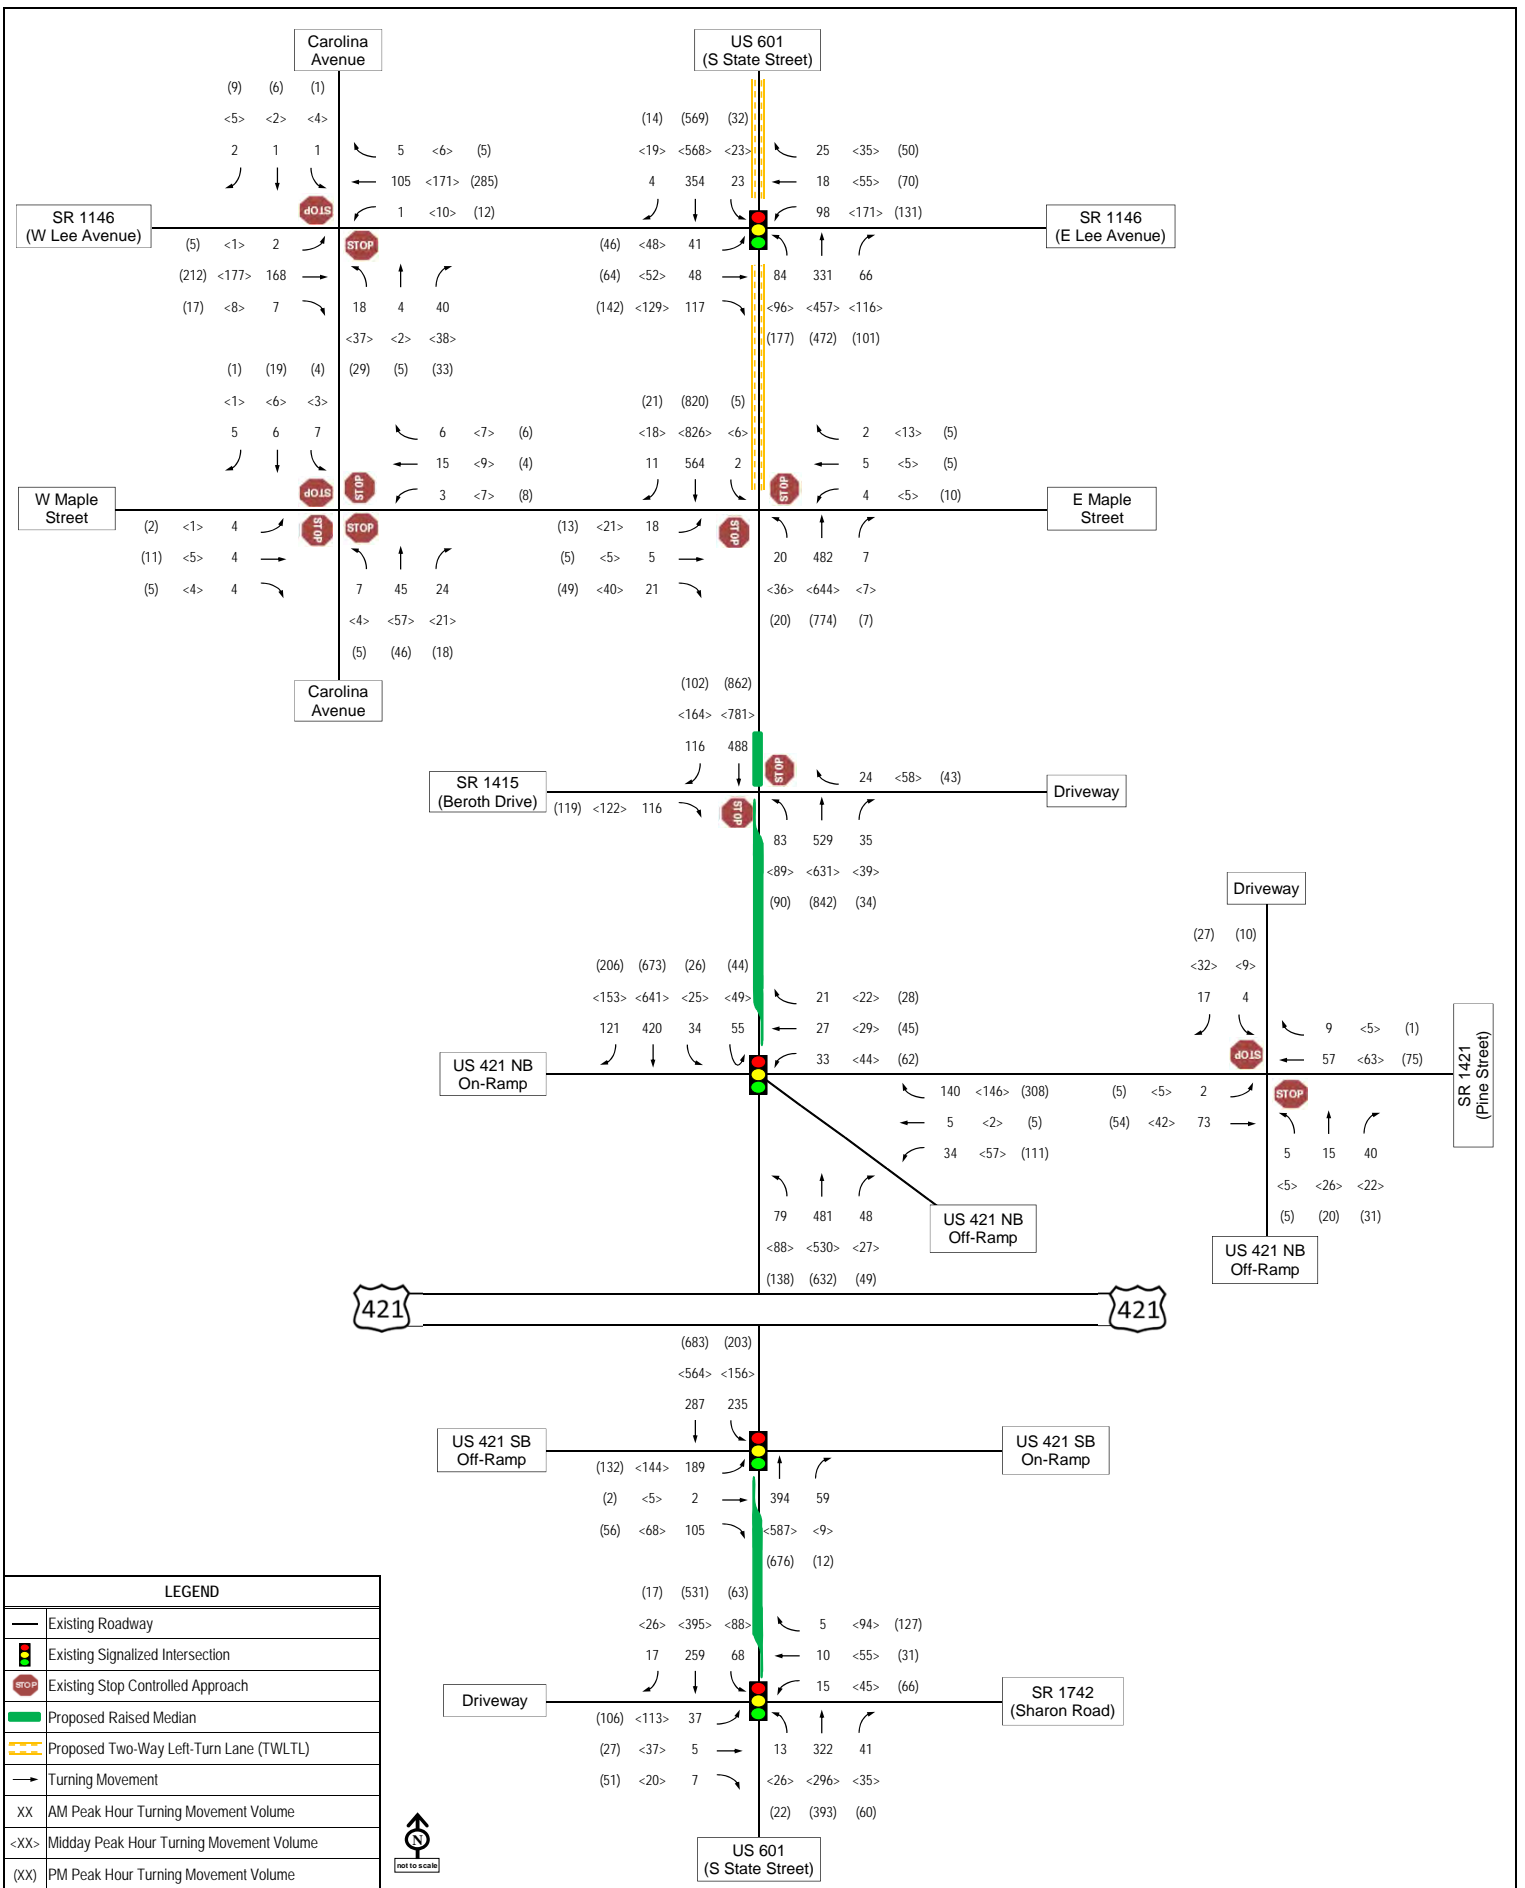 Carolina
Avenue
US 601
(S State Street)
(9) (6) (1)
<5> <2> <4>
2 1 1
5 <6> (5)
105 <171> (285)
1 <10> (12)
(14) (569) (32)
<19> <568> <23>
4 354 23
25 <35> (50)
18 <55> (70)
98 <171> (131)
SR 1146
(W Lee Avenue)
STOP
STOP
SR 1146
(E Lee Avenue)
(5) <1> 2
(212) <177> 168
(17) <8> 7
18 4 40
<37> <2> <38>
(29) (5) (33)
(46) <48> 41
(64) <52> 48
(142) <129> 117
84 331 66
<96> <457> <116>
(177) (472) (101)
(1) (19) (4)
<1> <6> <3>
5 6 7
6 <7> (6)
15 <9> (4)
3 <7> (8)
(21) (820) (5)
<18> <826> <6>
11 564 2
2 <13> (5)
5 <5> (5)
4 <5> (10)
W Maple
Street
STOP
STOP
STOP
STOP
STOP
STOP
E Maple
Street
(2) <1> 4
(11) <5> 4
(5) <4> 4
7 45 24
<4> <57> <21>
(5) (46) (18)
(13) <21> 18
(5) <5> 5
(49) <40> 21
20 482 7
<36> <644> <7>
(20) (774) (7)
Carolina
Avenue
(102) (862)
<164> <781>
116 488
24 <58> (43)
SR 1415
(Beroth Drive)
STOP
STOP
Driveway
(119) <122> 116
83 529 35
<89> <631> <39>
(90) (842) (34)
Driveway
(27) (10)
<32> <9>
17 4
9 <5> (1)
57 <63> (75)
(206) (673) (26) (44)
<153> <641> <25> <49>
121 420 34 55
21 <22> (28)
27 <29> (45)
33 <44> (62)
US 421 NB
On-Ramp
STOP
STOP
SR 1421
(Pine Street)
140 <146> (308)
5 <2> (5)
34 <57> (111)
(5) <5> 2
(54) <42> 73
5 15 40
<5> <26> <22>
(5) (20) (31)
79 481 48
<88> <530> <27>
(138) (632) (49)
US 421 NB
Off-Ramp
US 421 NB
Off-Ramp
421
421
(683) (203)
<564> <156>
287 235
US 421 SB
Off-Ramp
US 421 SB
On-Ramp
(132) <144> 189
(2) <5> 2
(56) <68> 105
394 59
<587> <9>
(676) (12)
(17) (531) (63)
<26> <395> <88>
17 259 68
5 <94> (127)
10 <55> (31)
15 <45> (66)
Driveway
SR 1742
(Sharon Road)
(106) <113> 37
(27) <37> 5
(51) <20> 7
13 322 41
<26> <296> <35>
(22) (393) (60)
US 601
(S State Street)
LEGEND
Existing Roadway
Existing Signalized Intersection
STOP Existing Stop Controlled Approach
Proposed Raised Median
Proposed Two-Way Left-Turn Lane (TWLTL)
Turning Movement
XX AM Peak Hour Turning Movement Volume
<XX> Midday Peak Hour Turning Movement Volume
(XX) PM Peak Hour Turning Movement Volume
N
not to scale